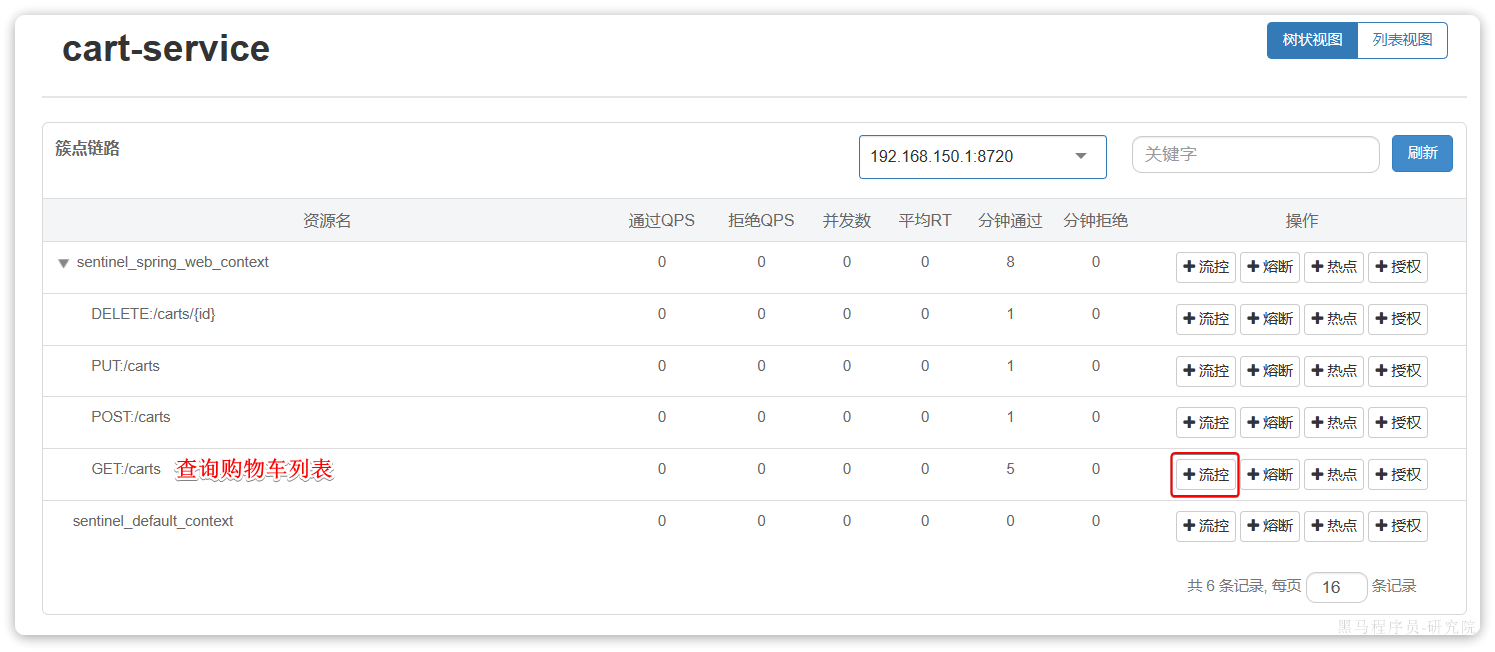 cart-service
树状视图 列表视图
簇点链路 192.168.150.1:8720 关键字 刷新
资源名 通过QPS 拒绝QPS 并发数 平均RT 分钟通过 分钟拒绝 操作
sentinel_spring_web_context 0 0 0 0 8 0 +流控 +熔断 +热点 +授权
DELETE:/carts/{id} 0 0 0 0 1 0 +流控 +熔断 +热点 +授权
PUT:/carts 0 0 0 0 1 0 +流控 +熔断 +热点 +授权
POST:/carts 0 0 0 0 1 0 +流控 +熔断 +热点 +授权
GET:/carts 查询购物车列表 0 0 0 0 5 0 +流控 +熔断 +热点 +授权
sentinel_default_context 0 0 0 0 0 0 +流控 +熔断 +热点 +授权
共 6 条记录, 每页 16 条记录
黑马程序员-研究院